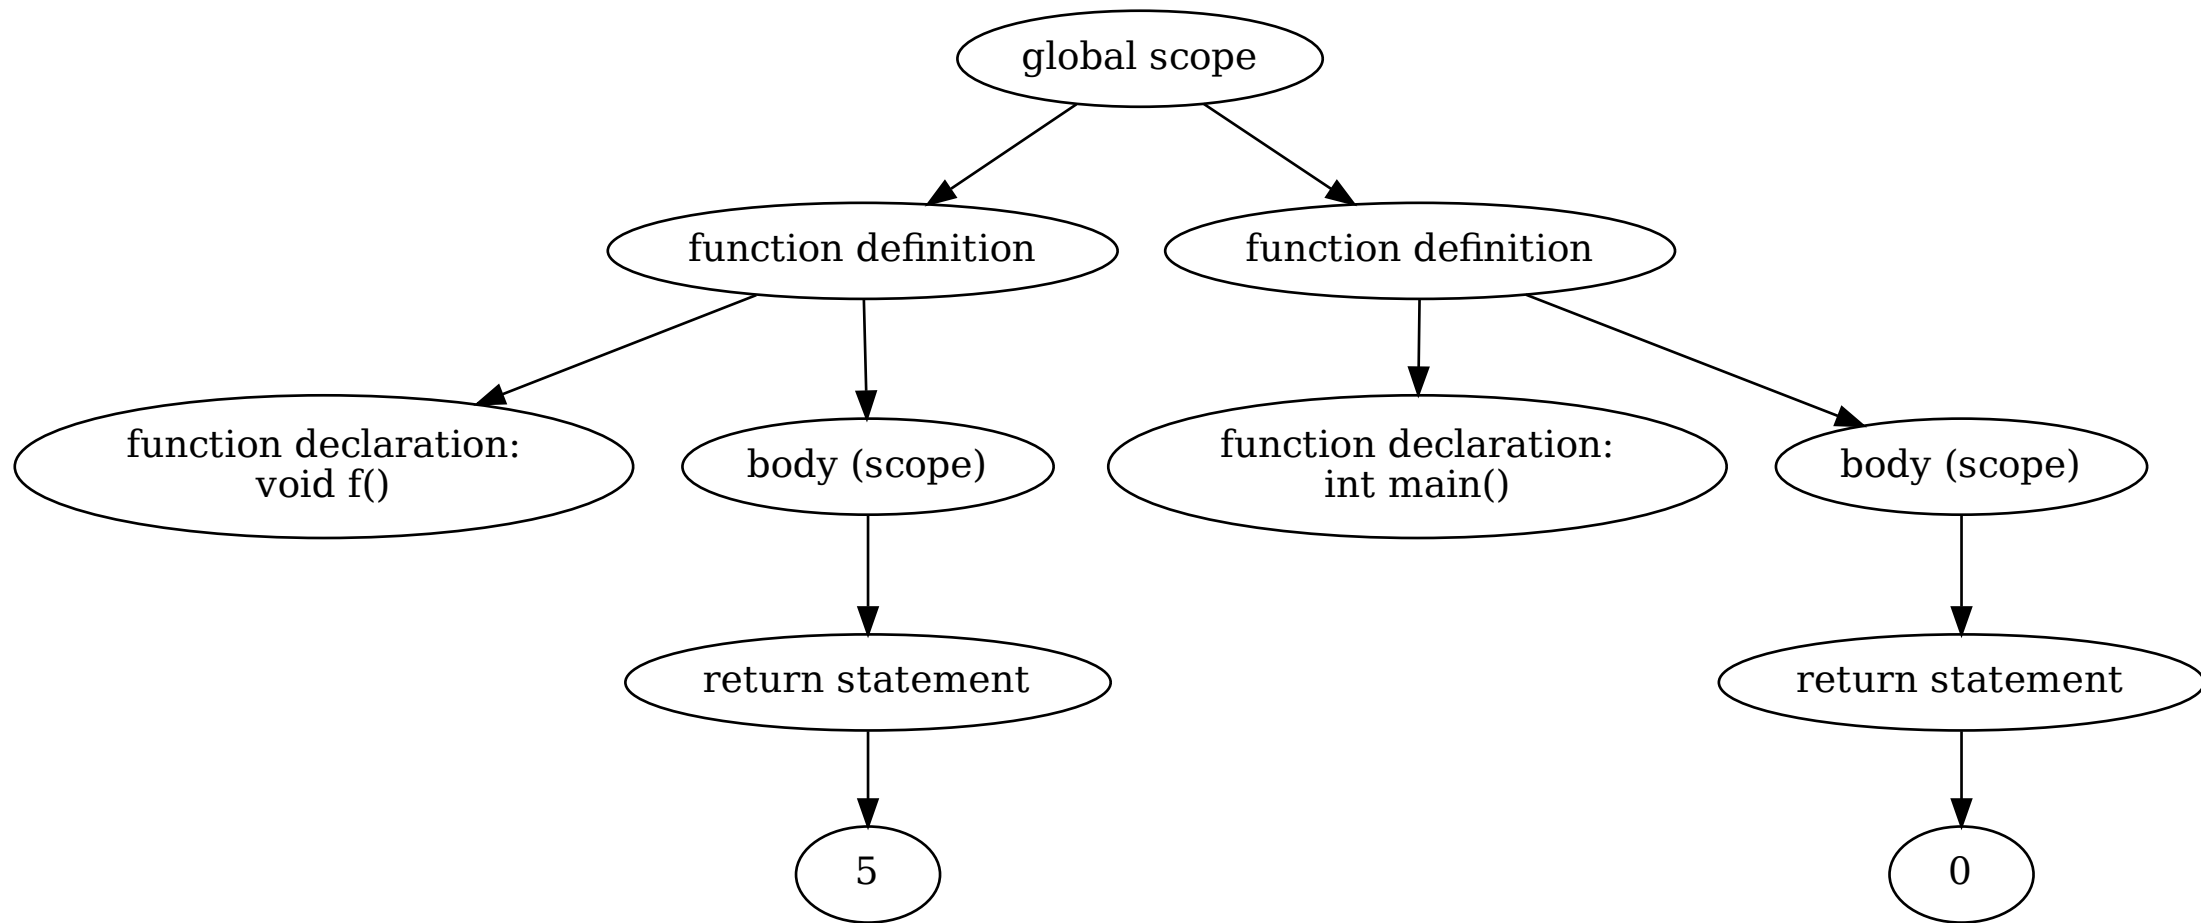 global scope
function definition
function definition
function declaration:
void f()
body (scope)
function declaration:
int main()
body (scope)
return statement
return statement
5
0